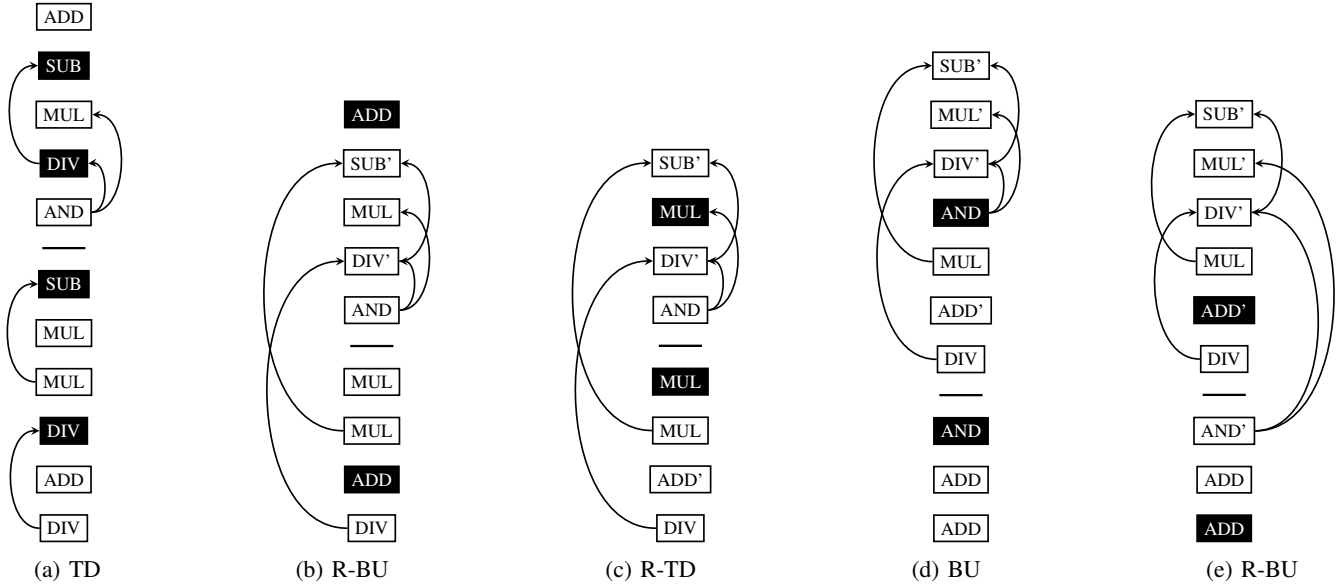 ADD
SUB
MUL
DIV
AND
SUB
MUL
MUL
DIV
ADD
DIV
(a) TD
ADD
SUB'
MUL
DIV'
AND
MUL
MUL
ADD
DIV
(b) R-BU
SUB'
MUL
DIV'
AND
MUL
MUL
ADD'
DIV
(c) R-TD
SUB'
MUL'
DIV'
AND
MUL
ADD'
DIV
AND
ADD
ADD
(d) BU
SUB'
MUL'
DIV'
MUL
ADD'
DIV
AND'
ADD
ADD
(e) R-BU